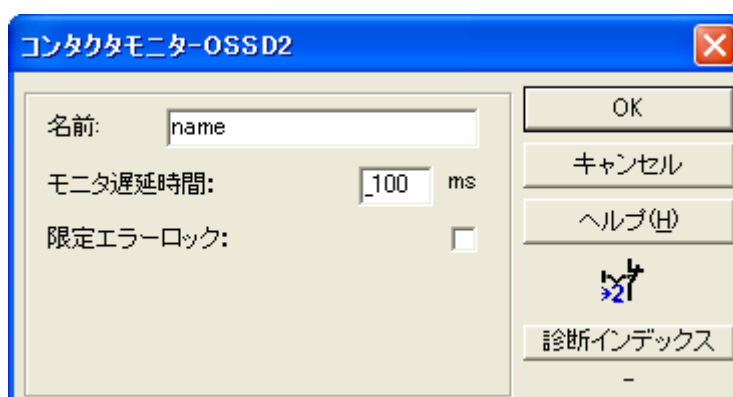 コンタクタモニター-OSSD2
名前:
name
モニタ遅延時間:
_100
ms
限定エラーロック:
OK
キャンセル
ヘルプ(H)
>2
診断インデックス
-